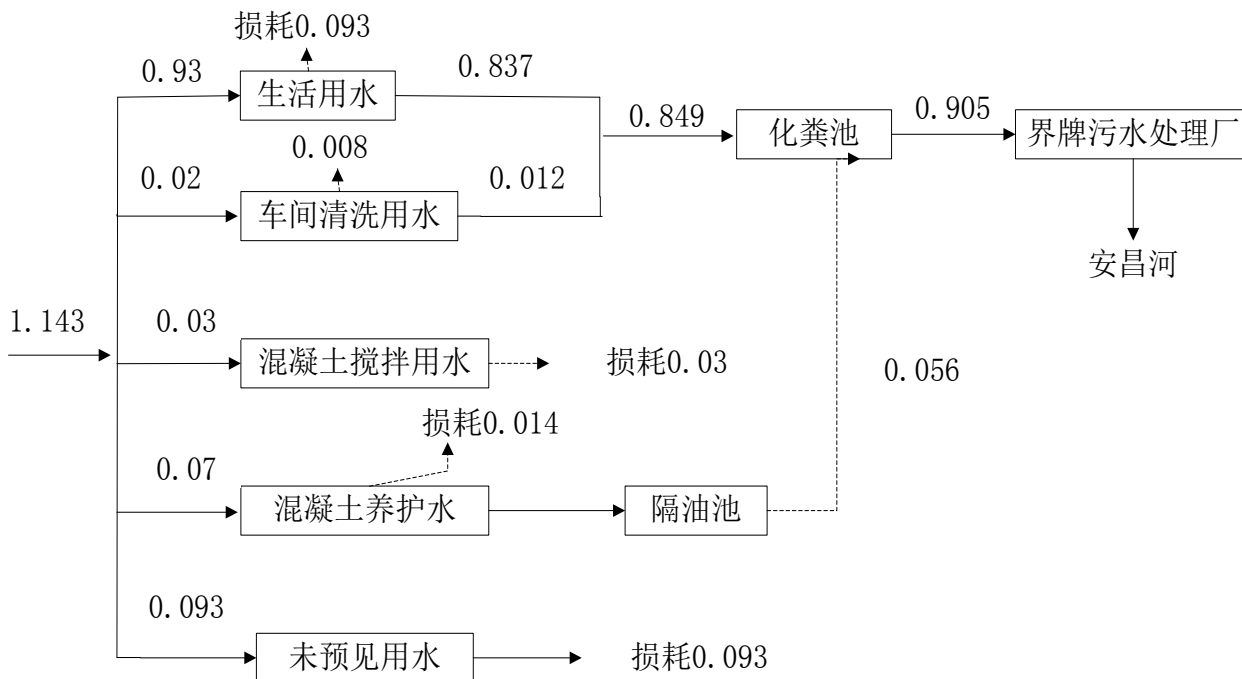 损耗0.093
0.93
生活用水
0.837
0.849
化粪池
0.905
界牌污水处理厂
0.008
0.02
车间清洗用水
0.012
安昌河
1.143
0.03
混凝土搅拌用水
损耗0.03
0.056
损耗0.014
0.07
混凝土养护水
隔油池
0.093
未预见用水
损耗0.093